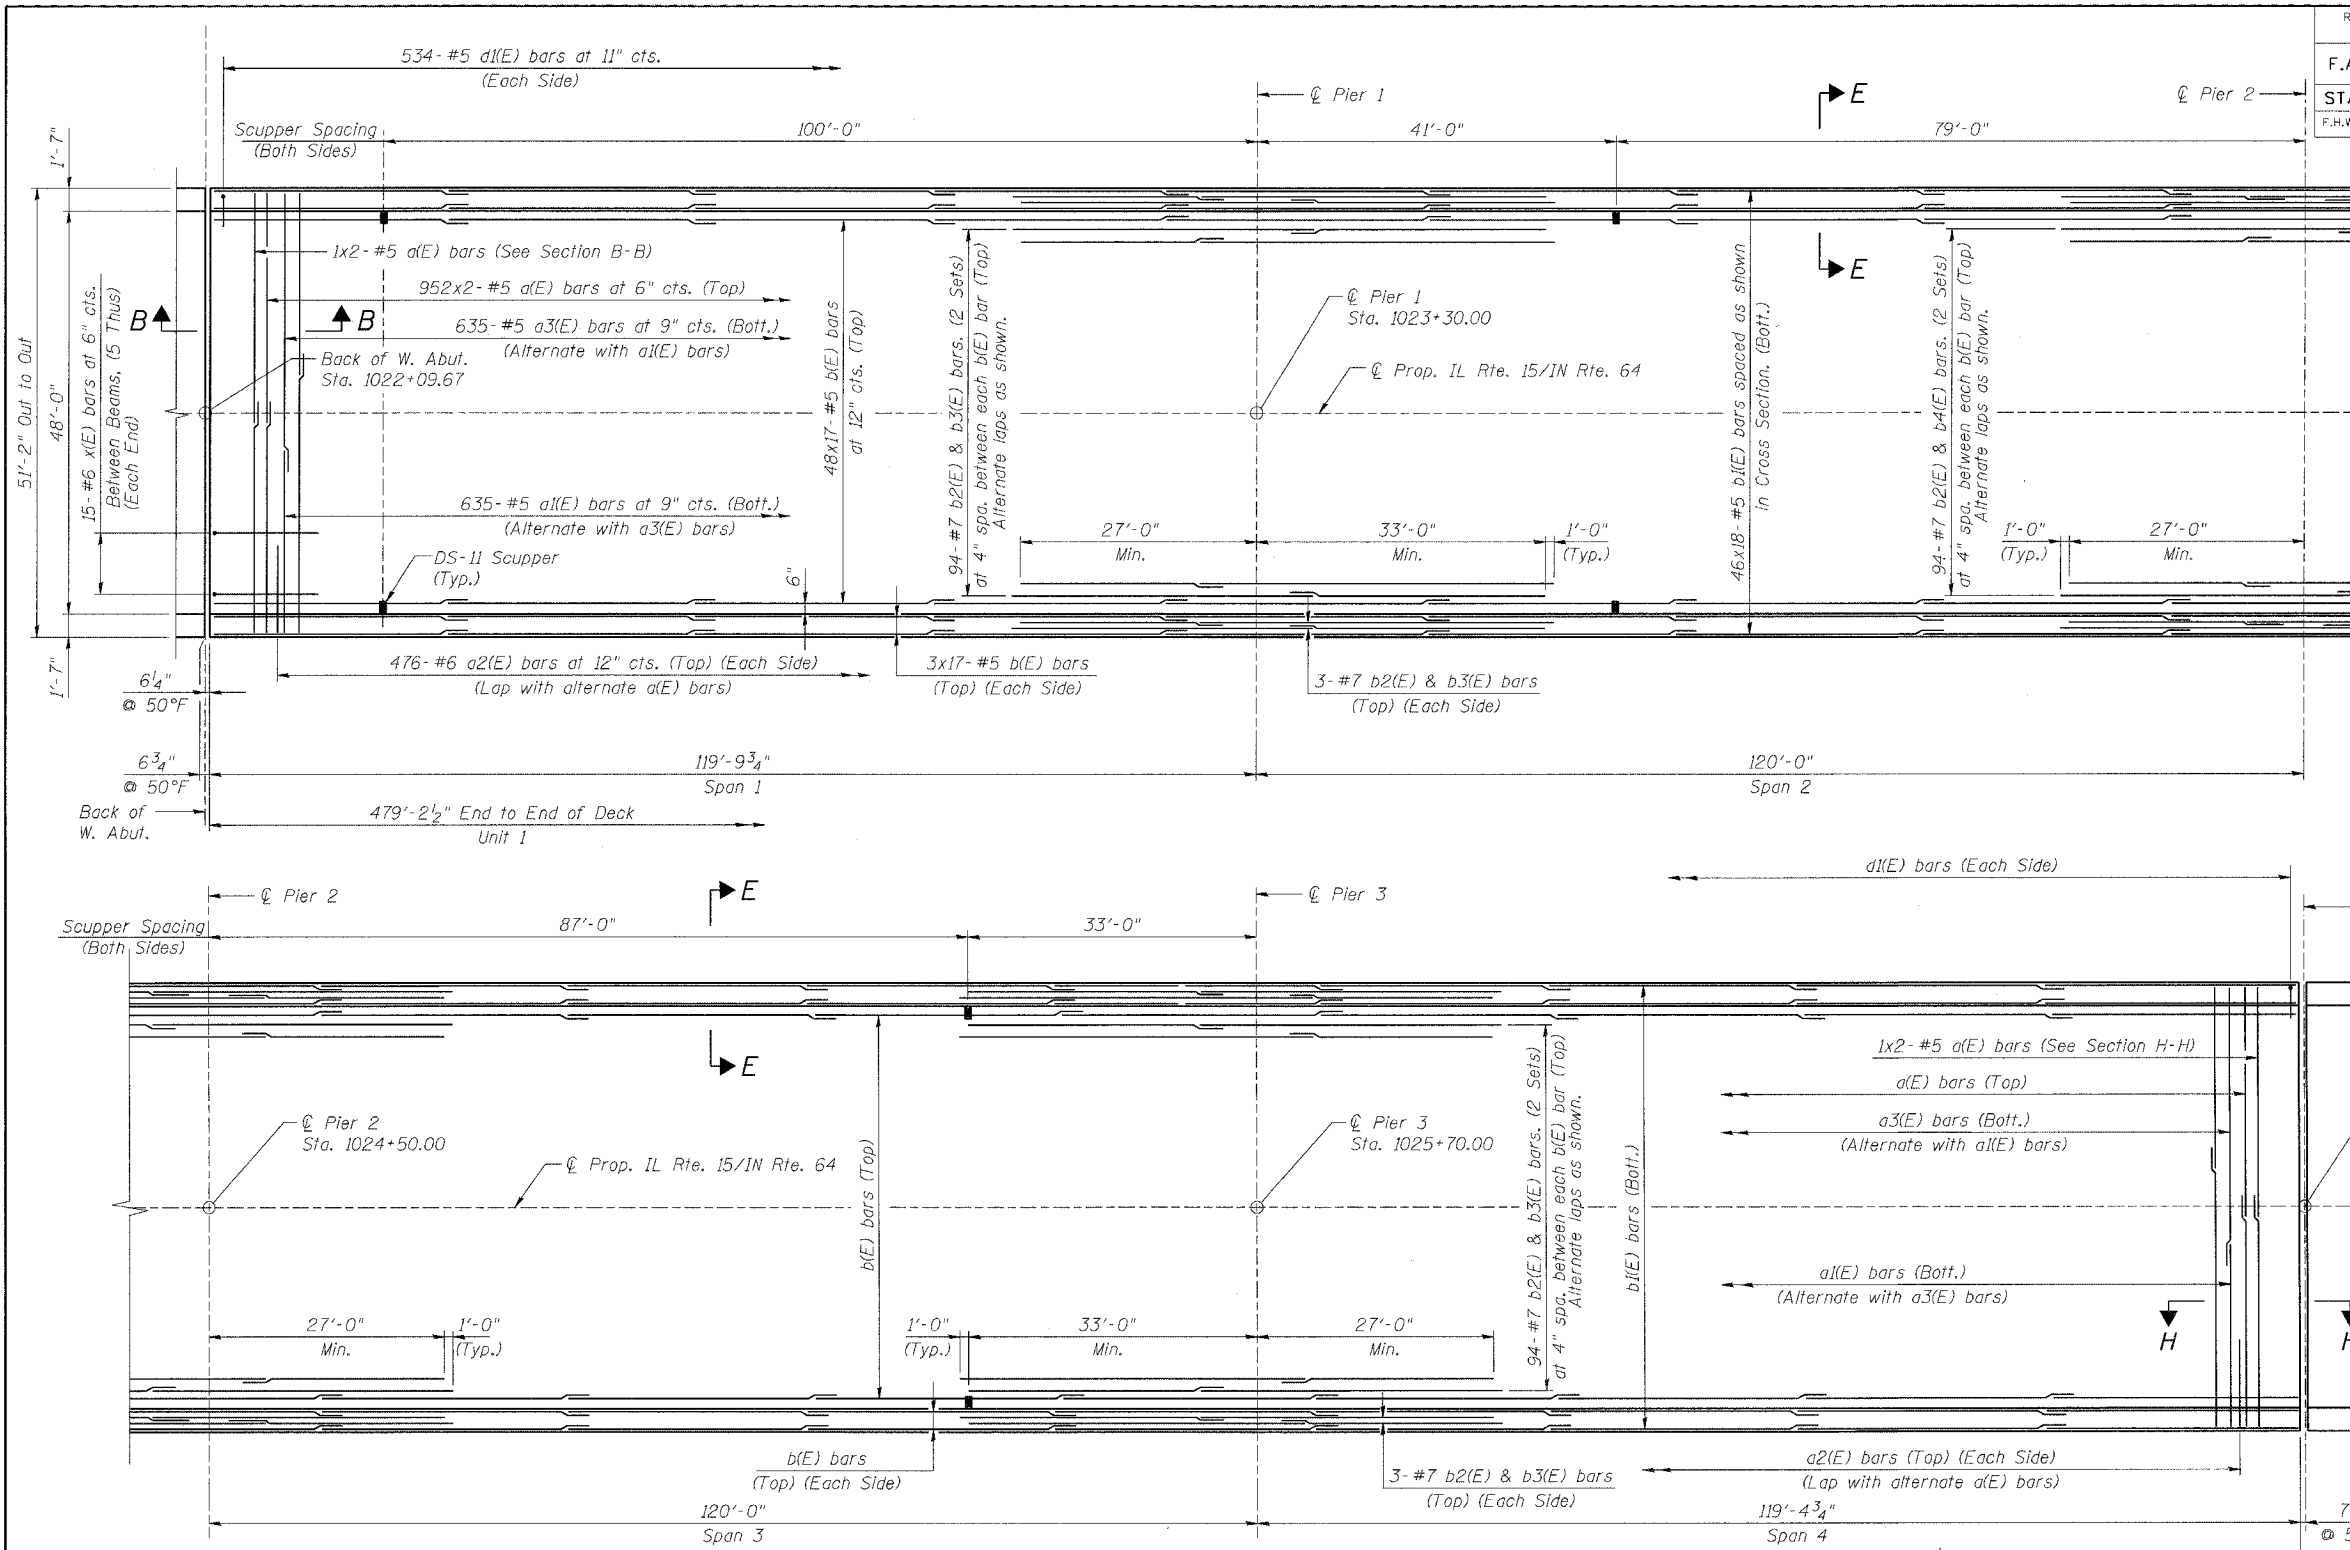 534-#5 d1(E) bars at 11" cts.
(Each Side)
℄ Pier 1
E
℄ Pier 2
F.A
STA
F.H.W
Scupper Spacing
(Both Sides)
100'-0"
41'-0"
79'-0"
1'-7"
1x2-#5 a(E) bars (See Section B-B)
952x2-#5 a(E) bars at 6" cts. (Top)
B
B
635-#5 a3(E) bars at 9" cts. (Bott.)
(Alternate with a1(E) bars)
Back of W. Abut.
Sta. 1022+09.67
E
℄ Pier 1
Sta. 1023+30.00
℄ Prop. IL Rte. 15/IN Rte. 64
51'-2" Out to Out
48'-0"
15-#6 x(E) bars at 6" cts.
Between Beams, (5 Thus)
(Each End)
48x17-#5 b(E) bars
at 12" cts. (Top)
94-#7 b2(E) & b3(E) bars. (2 Sets)
at 4" spa. between each b(E) bar (Top)
Alternate laps as shown.
46x18-#5 b1(E) bars spaced as shown
in Cross Section. (Bott.)
94-#7 b2(E) & b4(E) bars. (2 Sets)
at 4" spa. between each b(E) bar (Top)
Alternate laps as shown.
635-#5 a1(E) bars at 9" cts. (Bott.)
(Alternate with a3(E) bars)
DS-11 Scupper
(Typ.)
6"
27'-0"
Min.
33'-0"
Min.
1'-0"
(Typ.)
1'-0"
(Typ.)
27'-0"
Min.
1'-7"
476-#6 a2(E) bars at 12" cts. (Top) (Each Side)
(Lap with alternate a(E) bars)
3x17-#5 b(E) bars
(Top) (Each Side)
3-#7 b2(E) & b3(E) bars
(Top) (Each Side)
6 1/4"
@ 50°F
6 3/4"
@ 50°F
119'-9 3/4"
Span 1
120'-0"
Span 2
Back of
W. Abut.
479'-2 1/2" End to End of Deck
Unit 1
℄ Pier 2
E
℄ Pier 3
d1(E) bars (Each Side)
Scupper Spacing
(Both Sides)
87'-0"
33'-0"
E
℄ Pier 2
Sta. 1024+50.00
℄ Prop. IL Rte. 15/IN Rte. 64
b(E) bars (Top)
℄ Pier 3
Sta. 1025+70.00
94-#7 b2(E) & b3(E) bars. (2 Sets)
at 4" spa. between each b(E) bar (Top)
Alternate laps as shown.
b1(E) bars (Bott.)
1x2-#5 a(E) bars (See Section H-H)
a(E) bars (Top)
a3(E) bars (Bott.)
(Alternate with a1(E) bars)
a1(E) bars (Bott.)
(Alternate with a3(E) bars)
H
27'-0"
Min.
1'-0"
(Typ.)
1'-0"
(Typ.)
33'-0"
Min.
27'-0"
Min.
b(E) bars
(Top) (Each Side)
3-#7 b2(E) & b3(E) bars
(Top) (Each Side)
a2(E) bars (Top) (Each Side)
(Lap with alternate a(E) bars)
120'-0"
Span 3
119'-4 3/4"
Span 4
7
@ 5